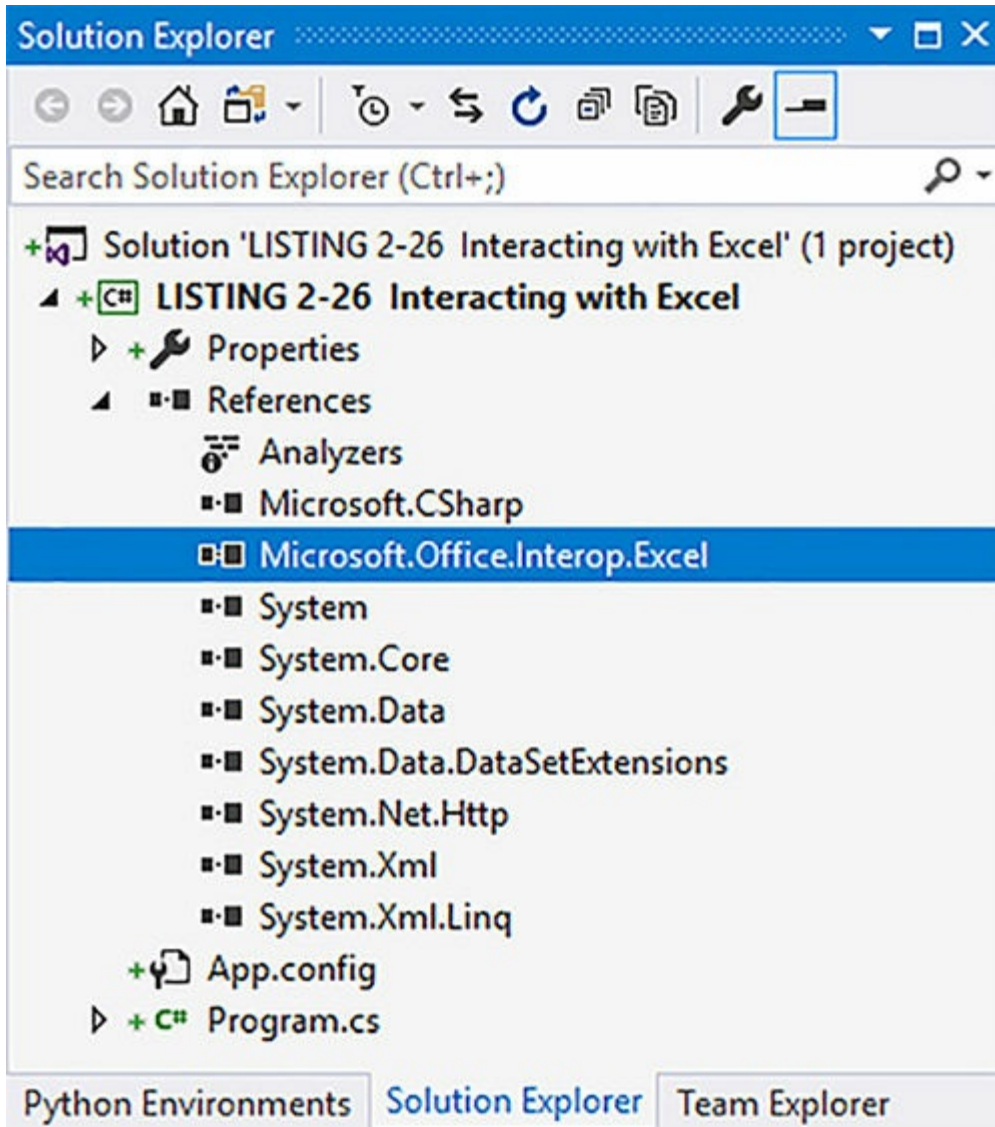 Solution Explorer
Search Solution Explorer (Ctrl+;)
+ Solution 'LISTING 2-26 Interacting with Excel' (1 project)
+ C# LISTING 2-26 Interacting with Excel
+ Properties
References
Analyzers
Microsoft.CSharp
Microsoft.Office.Interop.Excel
System
System.Core
System.Data
System.Data.DataSetExtensions
System.Net.Http
System.Xml
System.Xml.Linq
+ App.config
+ C# Program.cs
Python Environments Solution Explorer Team Explorer